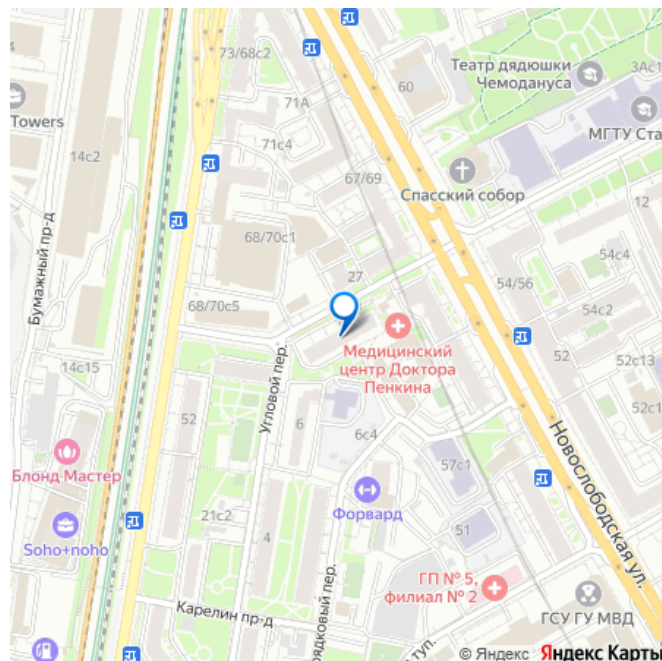 73/68с2
60
Театр дядюшки
Чемодануса
3Ас1
Towers
71А
14с2
71с4
МГТУ Ста
67/69
Спасский собор
12
68/70с1
54с4
Бумажный пр-д
27
54/56
68/70с5
54с2
Медицинский
центр Доктора
Пенкина
52
52с13
14с15
Угловой пер.
52
6
6с4
52с1
Новослободская ул.
57с1
Блонд Мастер
Форвард
21с2
51
Soho+noho
4
ГП № 5,
филиал № 2
Карелин пр-д
рядковый пер.
ГСУ ГУ МВД
туп.
© Яндекс Яндекс Карты